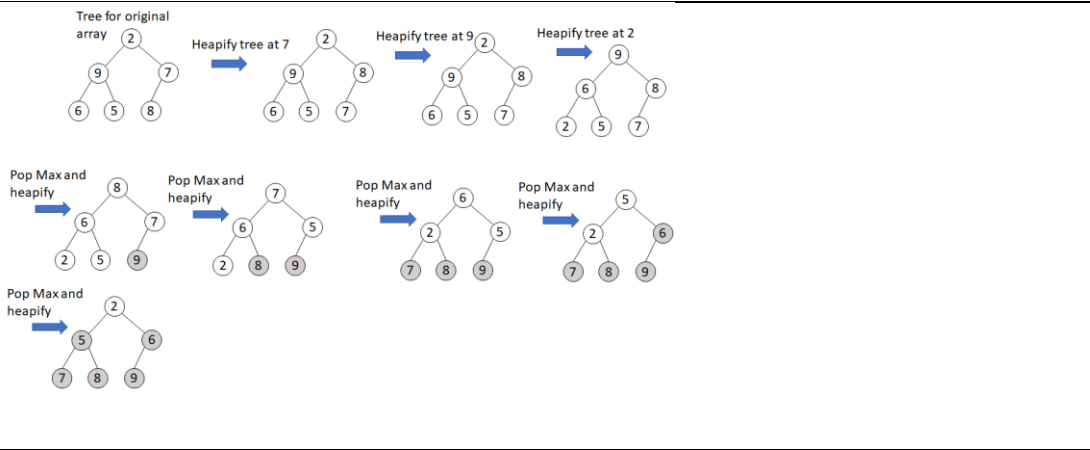 Tree for original
array
Heapify tree at 7
Heapify tree at 9
Heapify tree at 2
2
9 7
6 5 8
2
9 8
6 5 7
2
9 8
6 5 7
9
6 8
2 5 7
Pop Max and
heapify
8
6 7
2 5 9
Pop Max and
heapify
7
6 5
2 8 9
Pop Max and
heapify
6
2 5
7 8 9
Pop Max and
heapify
5
2 6
7 8 9
Pop Max and
heapify
2
5 6
7 8 9